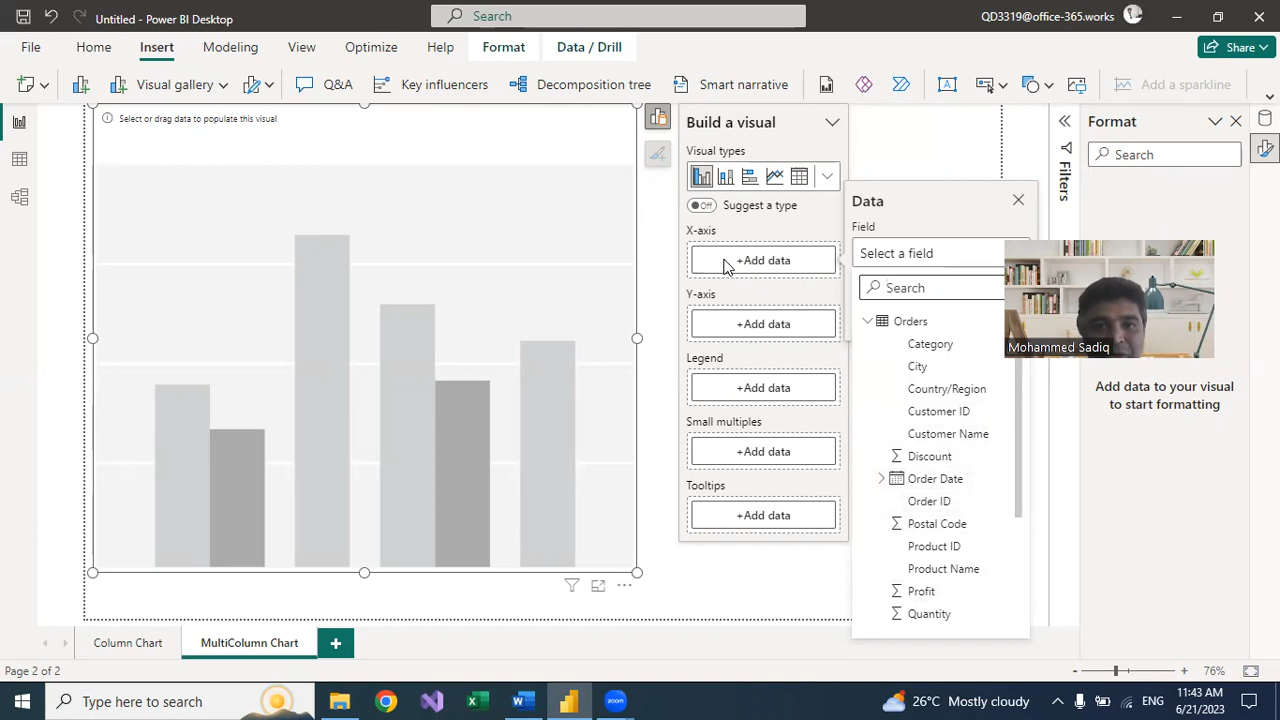 Untitled - Power BI Desktop
Search
QD3319@office-365.works
File
Home
Insert
Modeling
View
Optimize
Help
Format
Data / Drill
Share
Visual gallery
Q&A
Key influencers
Decomposition tree
Smart narrative
Add a sparkline
Select or drag data to populate this visual
Build a visual
Visual types
Off
Suggest a type
X-axis
+Add data
Y-axis
+Add data
Legend
+Add data
Small multiples
+Add data
Tooltips
+Add data
Data
Field
Select a field
Search
Orders
Category
City
Country/Region
Customer ID
Customer Name
Discount
Order Date
Order ID
Postal Code
Product ID
Product Name
Profit
Quantity
Filters
Format
Search
Mohammed Sadiq
Add data to your visual
to start formatting
Column Chart
MultiColumn Chart
Page 2 of 2
76%
Type here to search
26°C Mostly cloudy
ENG
11:43 AM
6/21/2023